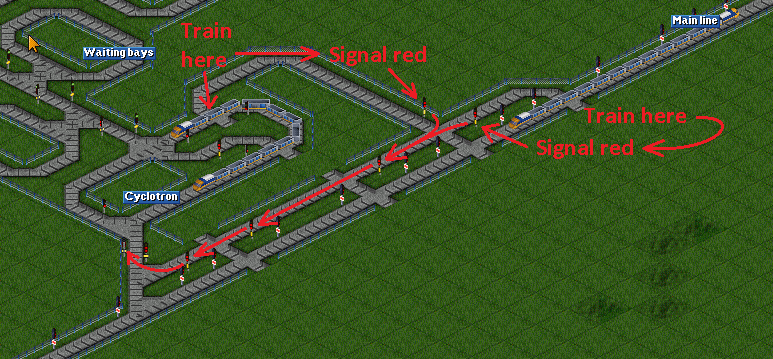 Main line
Train
here
Signal red
Waiting bays
Train here
Signal red
Cyclotron